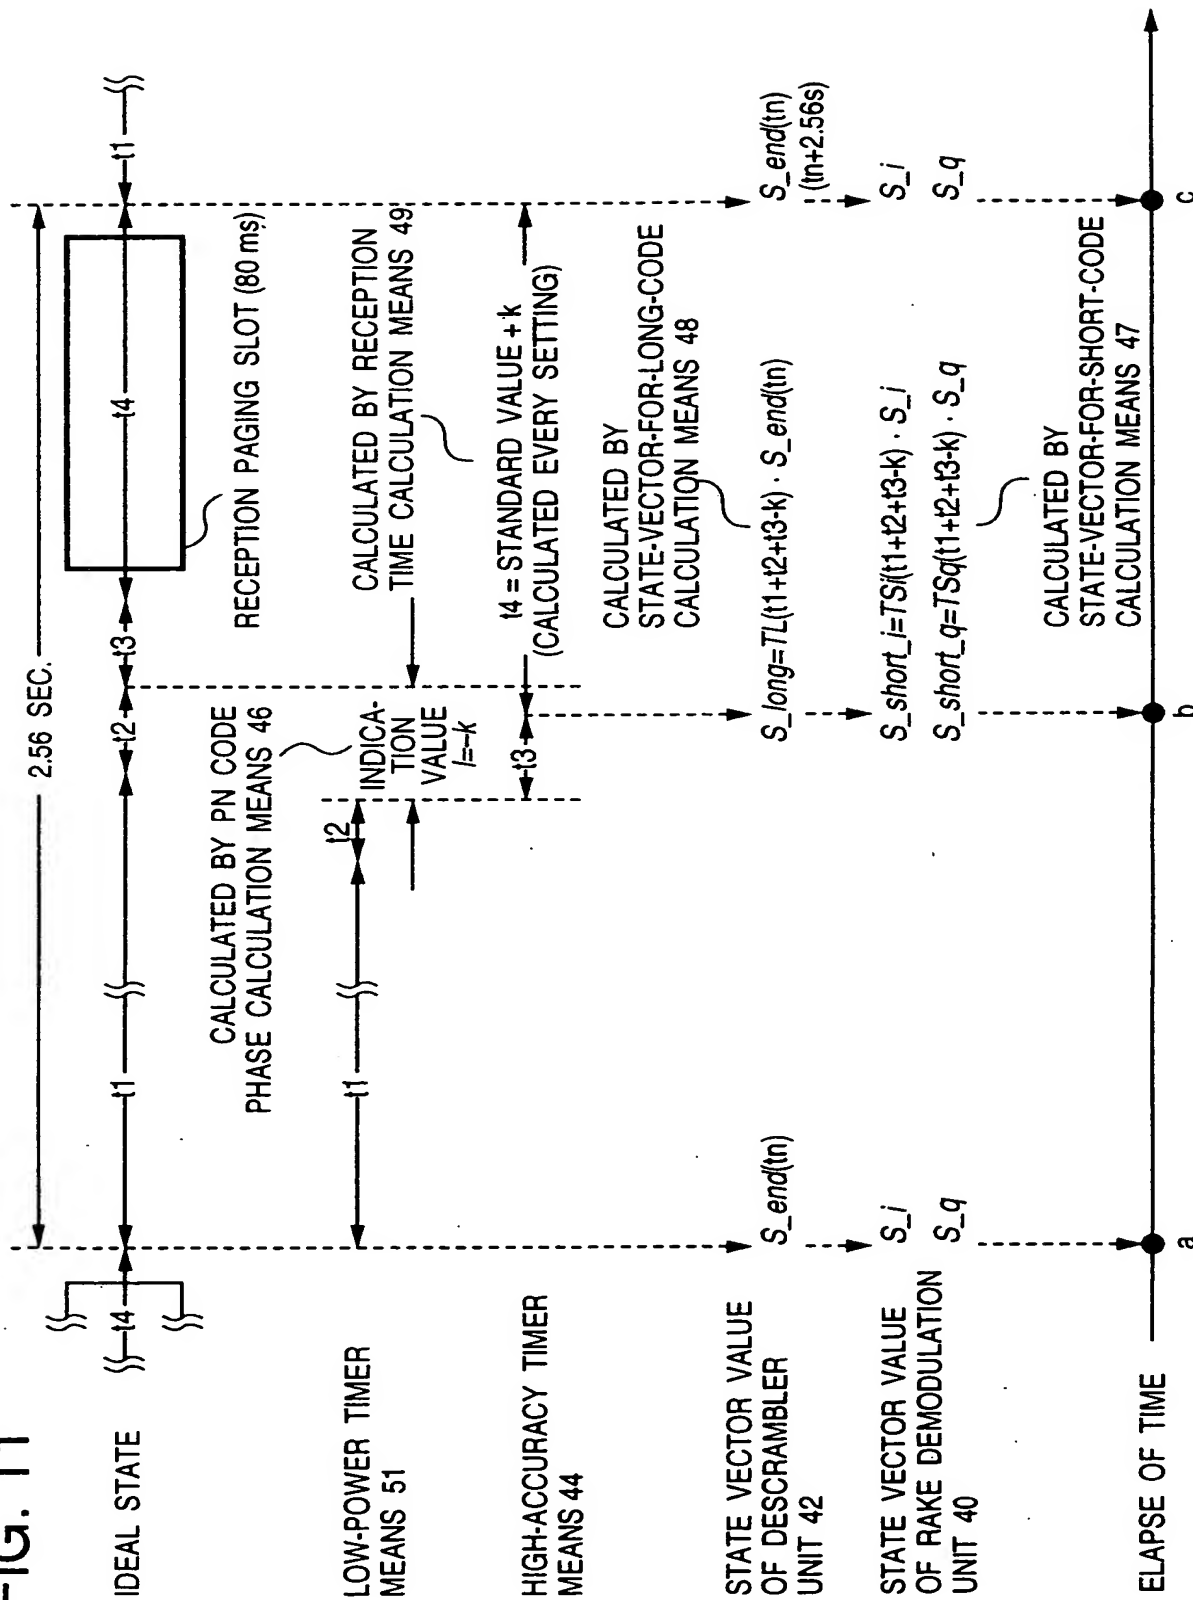 FIG. 11
2.56 SEC.
IDEAL STATE
t4
t1
t2
t3
t4
t1
RECEPTION PAGING SLOT (80 ms)
CALCULATED BY PN CODE
PHASE CALCULATION MEANS 46
CALCULATED BY RECEPTION
TIME CALCULATION MEANS 49
LOW-POWER TIMER
MEANS 51
t1
t2
INDICA-
TION
VALUE
l=-k
HIGH-ACCURACY TIMER
MEANS 44
t3
t4 = STANDARD VALUE + k
(CALCULATED EVERY SETTING)
CALCULATED BY
STATE-VECTOR-FOR-LONG-CODE
CALCULATION MEANS 48
STATE VECTOR VALUE
OF DESCRAMBLER
UNIT 42
S_end(tn)
S_long=TL(t1+t2+t3-k) · S_end(tn)
S_end(tn)
(tn+2.56s)
STATE VECTOR VALUE
OF RAKE DEMODULATION
UNIT 40
S_i
S_q
S_short_i=TSi(t1+t2+t3-k) · S_i
S_short_q=TSq(t1+t2+t3-k) · S_q
S_i
S_q
CALCULATED BY
STATE-VECTOR-FOR-SHORT-CODE
CALCULATION MEANS 47
ELAPSE OF TIME
a
b
c